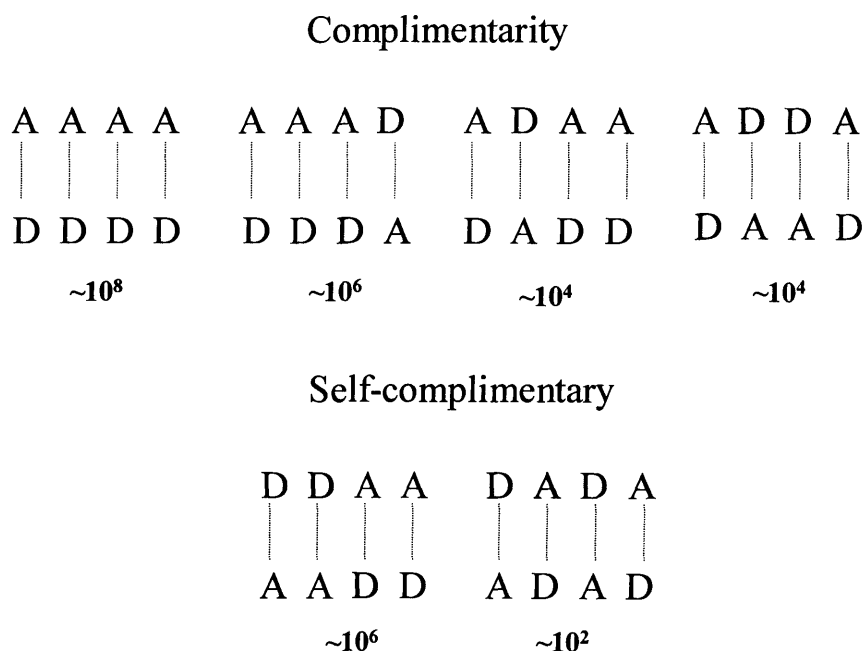 Complimentarity
A A A A A A A D A D A A A D D A
D D D D D D D A D A D D D A A D
~10⁸ ~10⁶ ~10⁴ ~10⁴
Self-complimentary
D D A A D A D A
A A D D A D A D
~10⁶ ~10²